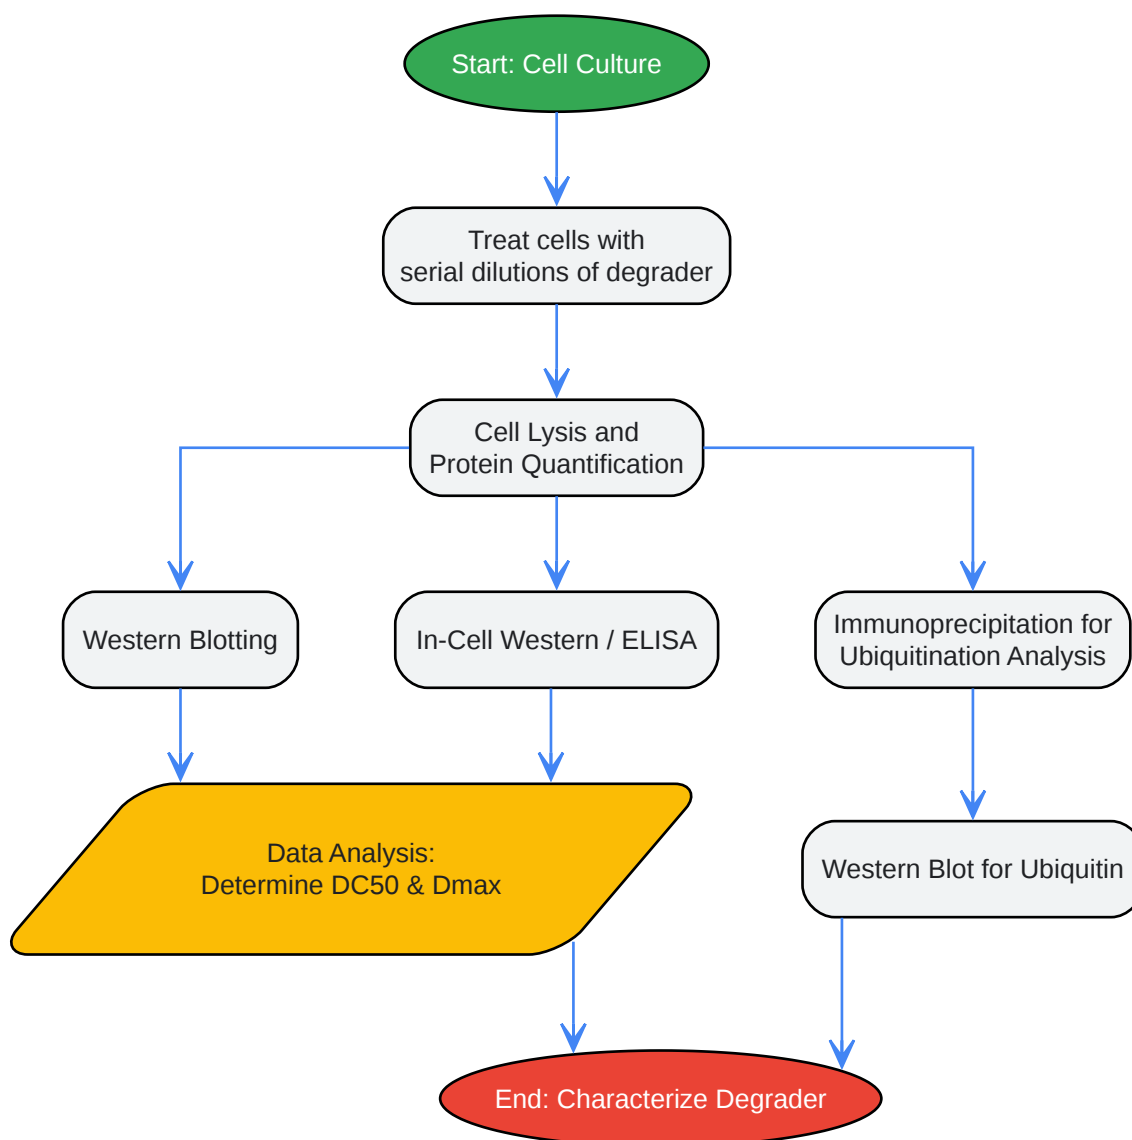 Start: Cell Culture
Treat cells with
serial dilutions of degrader
Cell Lysis and
Protein Quantification
Western Blotting
In-Cell Western / ELISA
Immunoprecipitation for
Ubiquitination Analysis
Data Analysis:
Determine DC50 & Dmax
Western Blot for Ubiquitin
End: Characterize Degrader